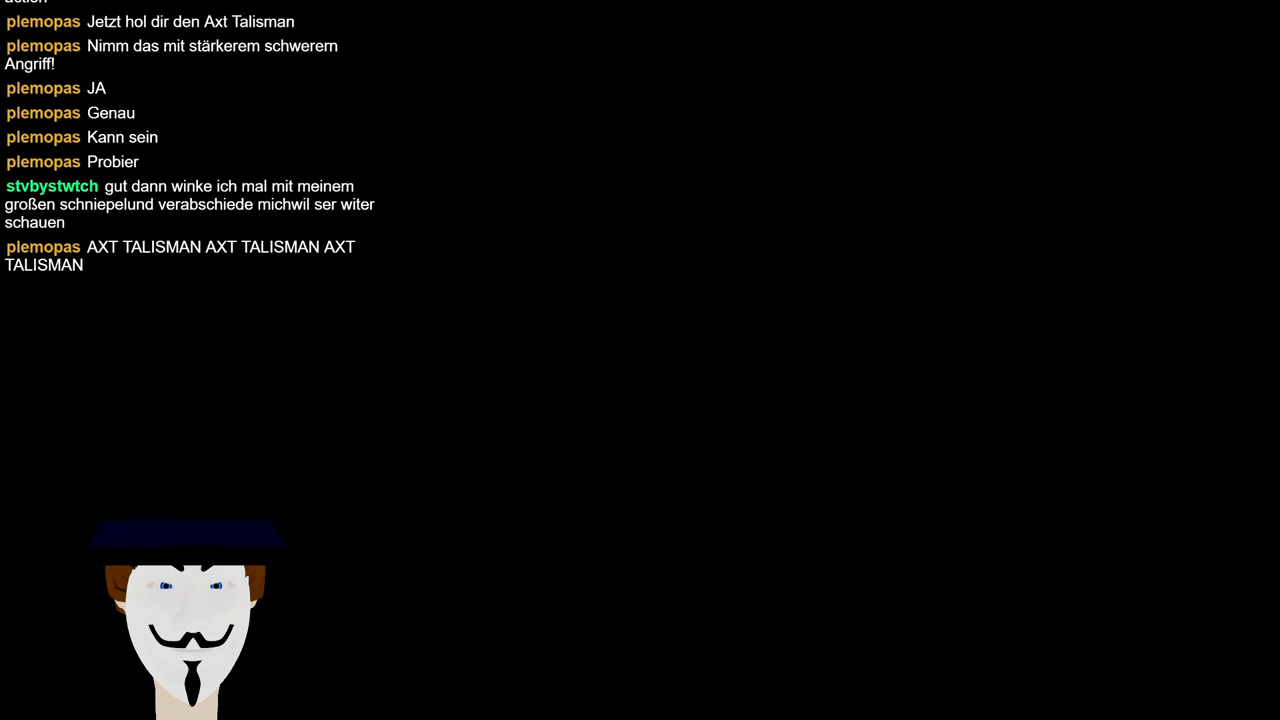 plemopas Jetzt hol dir den Axt Talisman
plemopas Nimm das mit stärkerem schwerern
Angriff!
plemopas JA
plemopas Genau
plemopas Kann sein
plemopas Probier
stvbystwtch gut dann winke ich mal mit meinem
großen schniepelund verabschiede michwil ser witer
schauen
plemopas AXT TALISMAN AXT TALISMAN AXT
TALISMAN